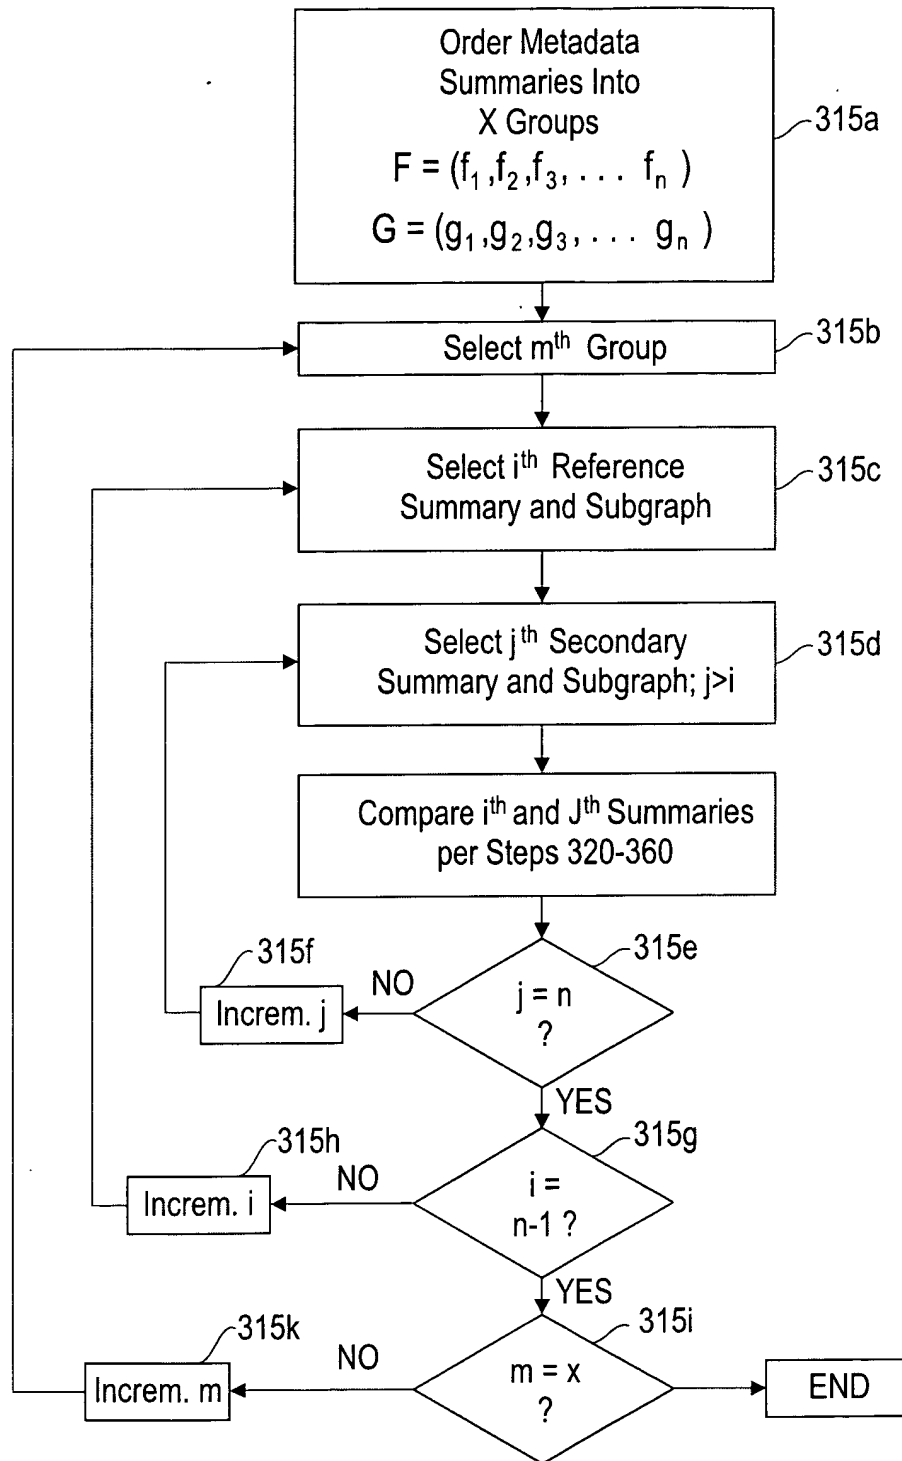 Order Metadata
Summaries Into
X Groups
F = (f₁,f₂,f₃, . . . fₙ )
G = (g₁,g₂,g₃, . . . gₙ )
315a
Select mᵗʰ Group
315b
Select iᵗʰ Reference
Summary and Subgraph
315c
Select jᵗʰ Secondary
Summary and Subgraph; j>i
315d
Compare iᵗʰ and Jᵗʰ Summaries
per Steps 320-360
315e
j = n
?
NO
315f
Increm. j
YES
315g
i =
n-1 ?
NO
315h
Increm. i
YES
315i
m = x
?
NO
315k
Increm. m
END